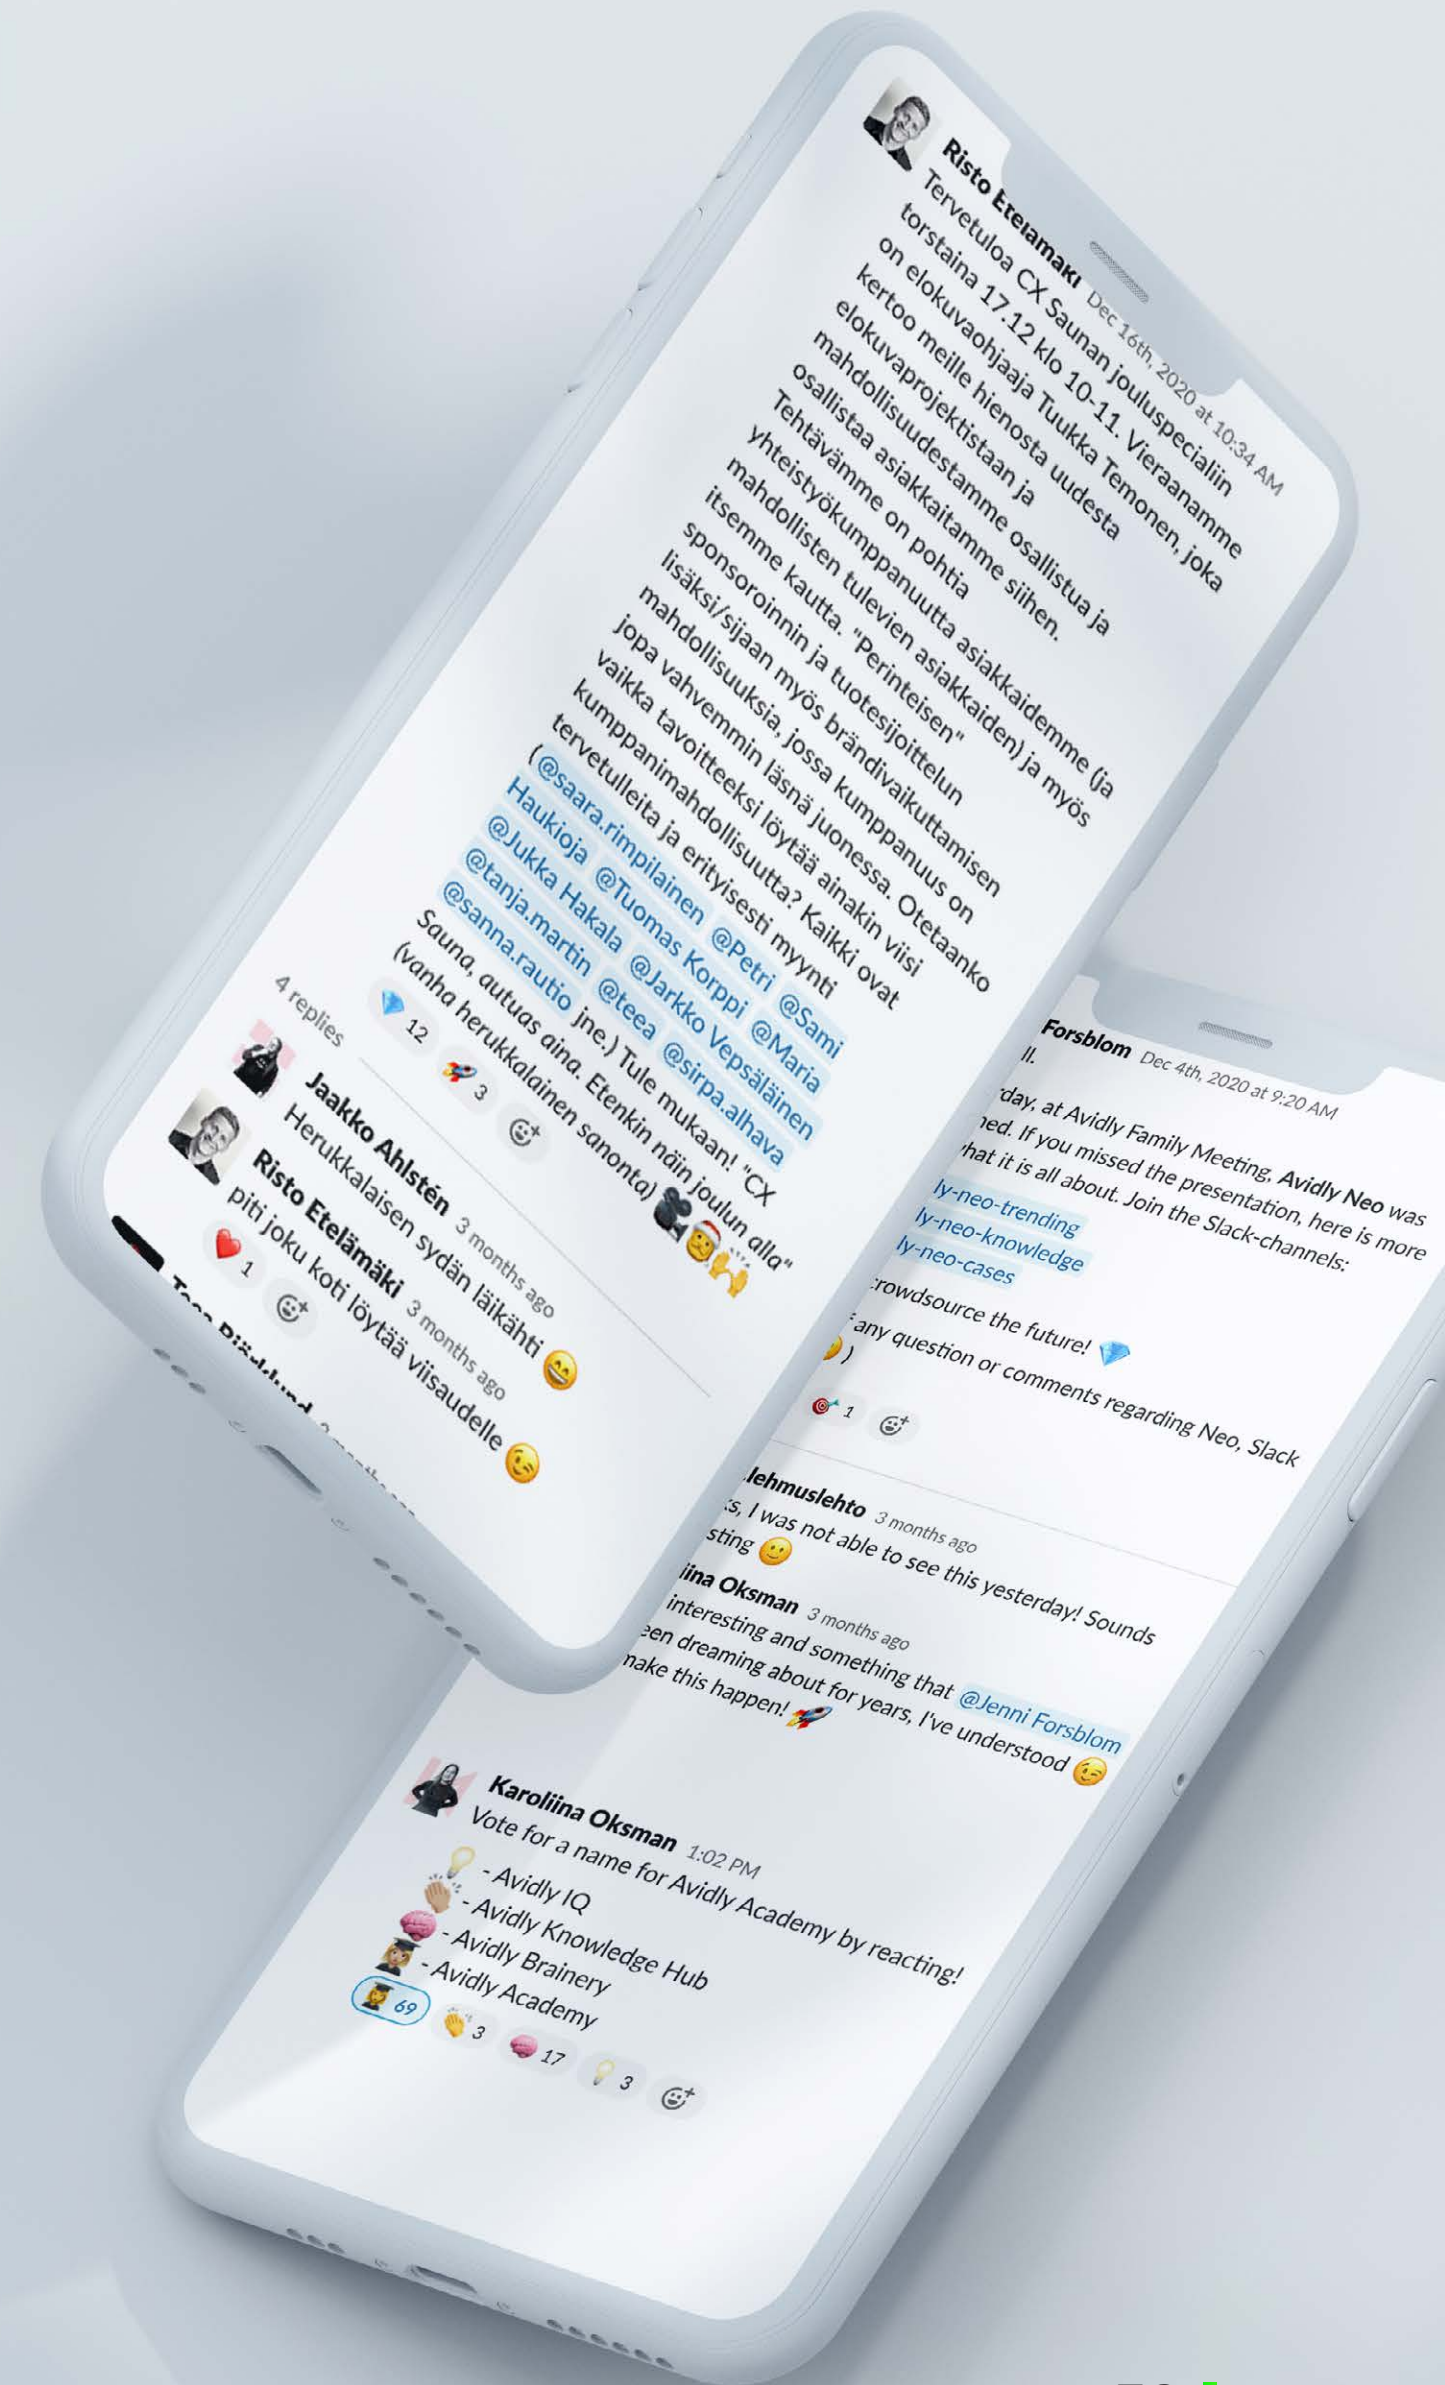 Risto Etelämäki Dec 16th, 2020 at 10:34 AM
Tervetuloa CX Saunan jouluspecialiin
torstaina 17.12 klo 10-11. Vieraanamme
on elokuvaohjaaja Tuukka Temonen, joka
kertoo meille hienosta uudesta
elokuvaprojektistaan ja
mahdollisuudestamme osallistua ja
osallistaa asiakkaitamme siihen.
Tehtävämme on pohtia
yhteistyökumppanuutta asiakkaidemme (ja
mahdollisten tulevien asiakkaiden) ja myös
itsemme kautta. "Perinteisen"
sponsoroinnin ja tuotesijoittelun
lisäksi/sijaan myös brändivaikuttamisen
mahdollisuuksia, jossa kumppanuus on
jopa vahvemmin läsnä juonessa. Otetaanko
vaikka tavoitteeksi löytää ainakin viisi
kumppanimahdollisuutta? Kaikki ovat
tervetulleita ja erityisesti myynti
(@saara.rimpilainen @Petri @Sami
Haukioja @Tuomas Korppi @Maria
@Jukka Hakala @Jarkko Vepsäläinen
@tanja.martin @teea @sirpa.alhava
@sanna.rautio jne.) Tule mukaan! "CX
Sauna, autuas aina. Etenkin näin joulun alla"
(vanha herukkalainen sanonta) 🎥🎅🙌
💎 12 🚀 3
4 replies
Jaakko Ahlstén 3 months ago
Herukkalaisen sydän läikähti 😄
Risto Etelämäki 3 months ago
piti joku koti löytää viisaudelle 😉
❤️ 1
Forsblom Dec 4th, 2020 at 9:20 AM
ll.
day, at Avidly Family Meeting, Avidly Neo was
ned. If you missed the presentation, here is more
hat it is all about. Join the Slack-channels:
ly-neo-trending
ly-neo-knowledge
ly-neo-cases
rowdsource the future! 💎
any question or comments regarding Neo, Slack
)
🎯 1
lehmuslehto 3 months ago
s, I was not able to see this yesterday! Sounds
sting 🙂
iina Oksman 3 months ago
interesting and something that @Jenni Forsblom
een dreaming about for years, I've understood 😉
make this happen! 🚀
Karoliina Oksman 1:02 PM
Vote for a name for Avidly Academy by reacting!
💡 - Avidly IQ
👏🏼 - Avidly Knowledge Hub
🧠 - Avidly Brainery
👩🏼‍🎓 - Avidly Academy
👩‍🎓 69 👏 3 🧠 17 💡 3